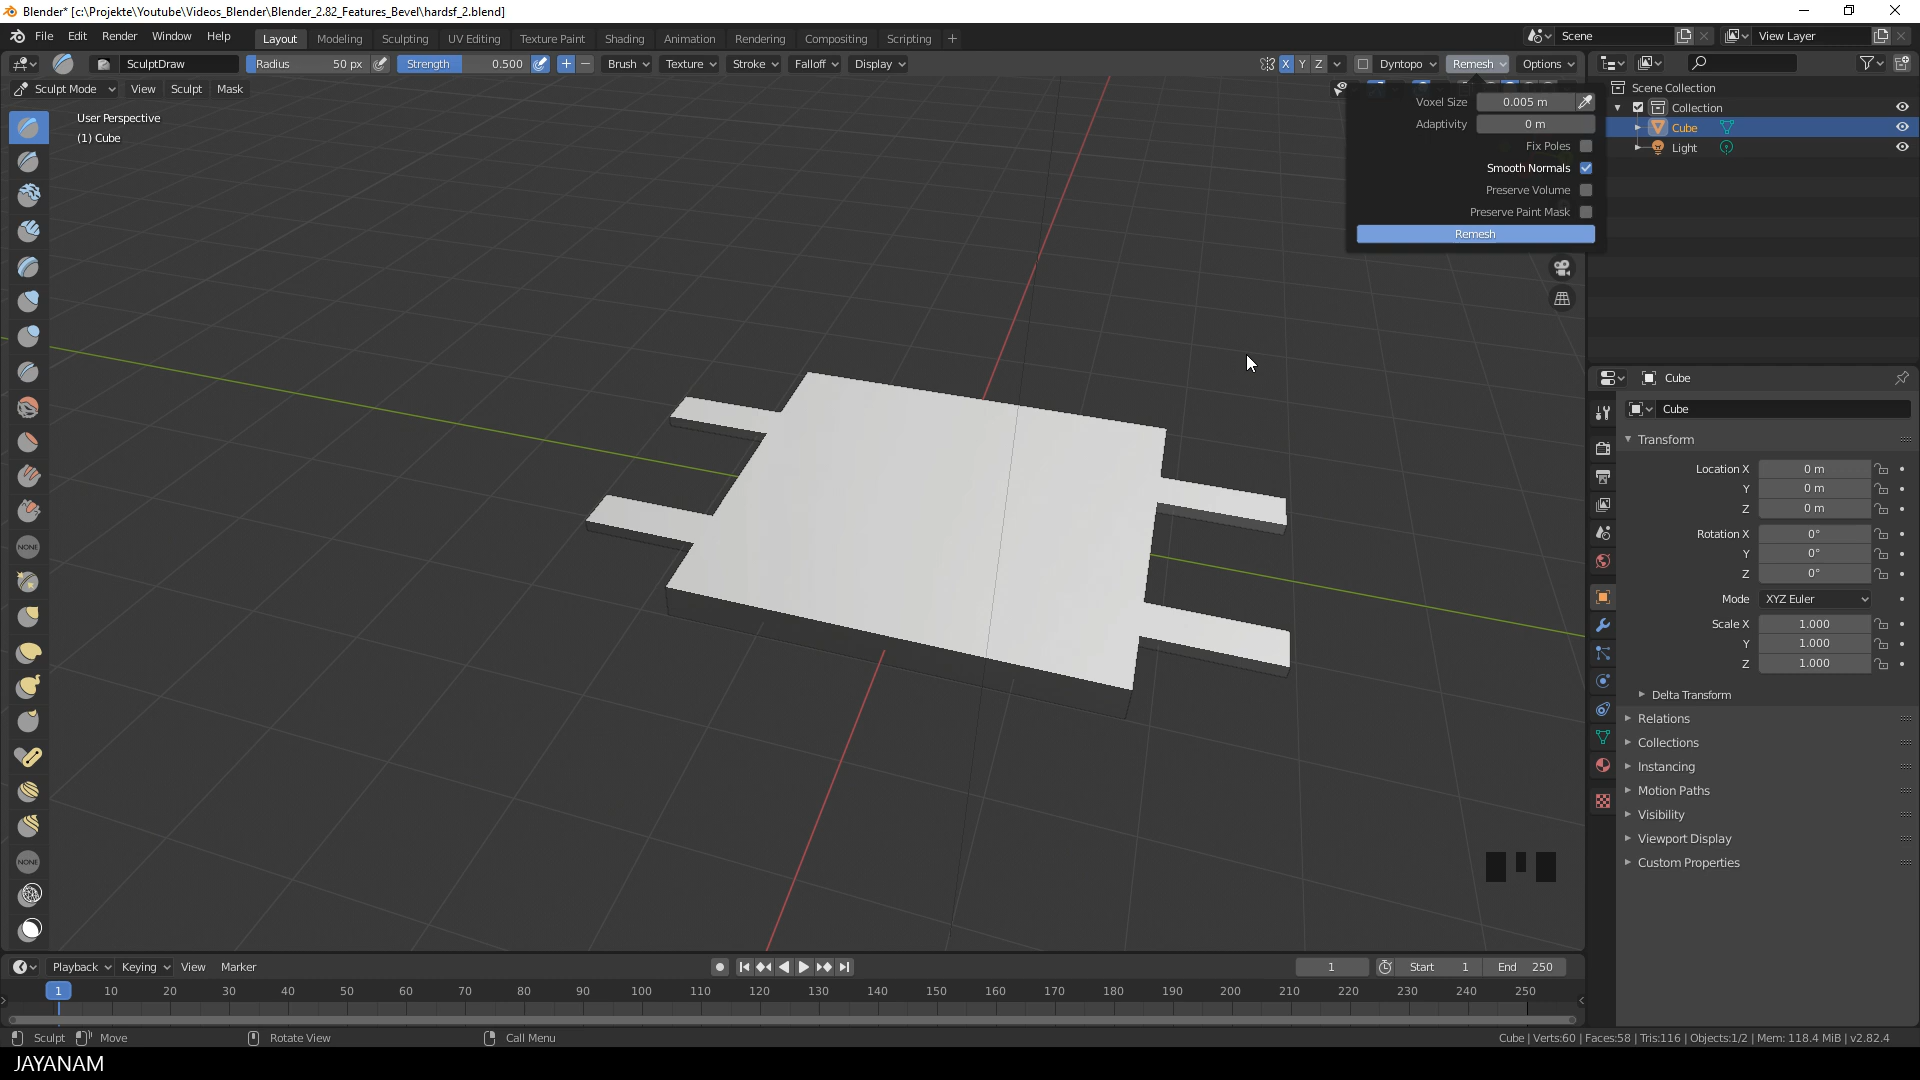 Blender* [c:\Projekte\Youtube\Videos_Blender\Blender_2.82_Features_Bevel\hardsf_2.blend]
File Edit Render Window Help Layout Modeling Sculpting UV Editing Texture Paint Shading Animation Rendering Compositing Scripting + Scene View Layer
SculptDraw Radius 50 px Strength 0.500 + − Brush Texture Stroke Falloff Display X Y Z Dyntopo Remesh Options
Sculpt Mode View Sculpt Mask
User Perspective
(1) Cube
Voxel Size 0.005 m
Adaptivity 0 m
Fix Poles
Smooth Normals
Preserve Volume
Preserve Paint Mask
Remesh
NONE
NONE
Scene Collection
Collection
Cube
Light
Cube
Cube
Transform
Location X 0 m
Y 0 m
Z 0 m
Rotation X 0°
Y 0°
Z 0°
Mode XYZ Euler
Scale X 1.000
Y 1.000
Z 1.000
Delta Transform
Relations
Collections
Instancing
Motion Paths
Visibility
Viewport Display
Custom Properties
Playback Keying View Marker 1 Start 1 End 250
1 10 20 30 40 50 60 70 80 90 100 110 120 130 140 150 160 170 180 190 200 210 220 230 240 250
Sculpt Move Rotate View Call Menu Cube | Verts:60 | Faces:58 | Tris:116 | Objects:1/2 | Mem: 118.4 MiB | v2.82.4
JAYANAM